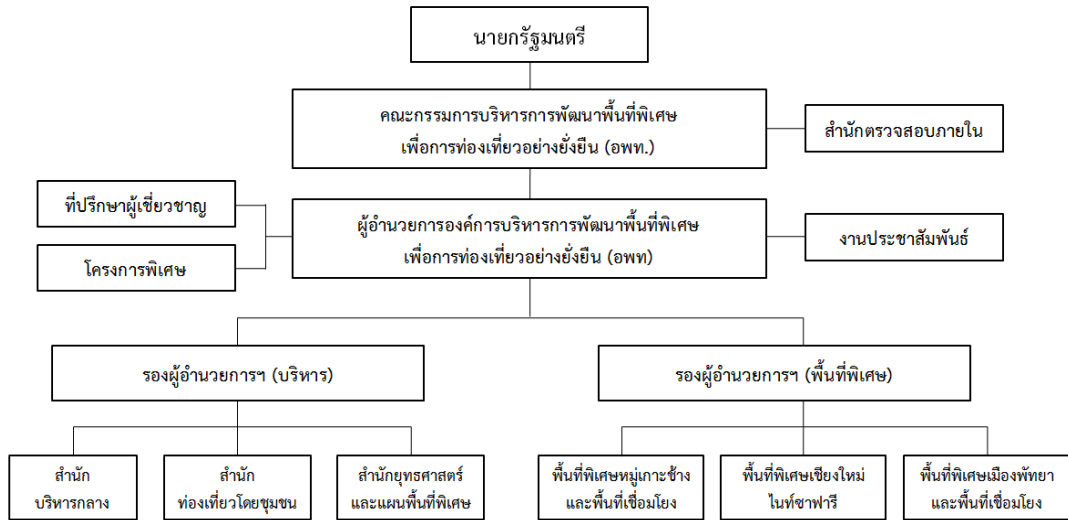 นายกรัฐมนตรี
คณะกรรมการบริหารการพัฒนาพื้นที่พิเศษ
เพื่อการท่องเที่ยวอย่างยั่งยืน (อพท.)
สำนักตรวจสอบภายใน
ที่ปรึกษาผู้เชี่ยวชาญ
โครงการพิเศษ
ผู้อำนวยการองค์การบริหารการพัฒนาพื้นที่พิเศษ
เพื่อการท่องเที่ยวอย่างยั่งยืน (อพท)
งานประชาสัมพันธ์
รองผู้อำนวยการฯ (บริหาร)
รองผู้อำนวยการฯ (พื้นที่พิเศษ)
สำนัก
บริหารกลาง
สำนัก
ท่องเที่ยวโดยชุมชน
สำนักยุทธศาสตร์
และแผนพื้นที่พิเศษ
พื้นที่พิเศษหมู่เกาะช้าง
และพื้นที่เชื่อมโยง
พื้นที่พิเศษเชียงใหม่
ไนท์ซาฟารี
พื้นที่พิเศษเมืองพัทยา
และพื้นที่เชื่อมโยง